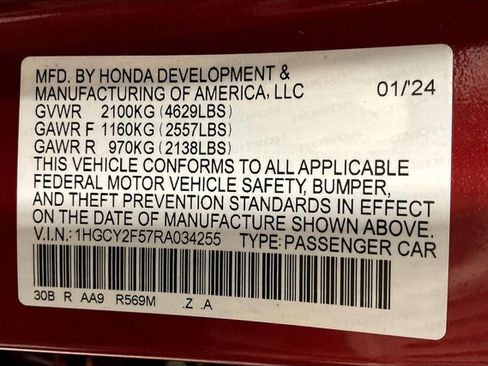 MFD. BY HONDA DEVELOPMENT &
MANUFACTURING OF AMERICA, LLC 01/'24
GVWR 2100KG (4629LBS)
GAWR F 1160KG (2557LBS)
GAWR R 970KG (2138LBS)
THIS VEHICLE CONFORMS TO ALL APPLICABLE
FEDERAL MOTOR VEHICLE SAFETY, BUMPER,
AND THEFT PREVENTION STANDARDS IN EFFECT
ON THE DATE OF MANUFACTURE SHOWN ABOVE.
V.I.N.: 1HGCY2F57RA034255 TYPE: PASSENGER CAR
30B R AA9 R569M .Z .A